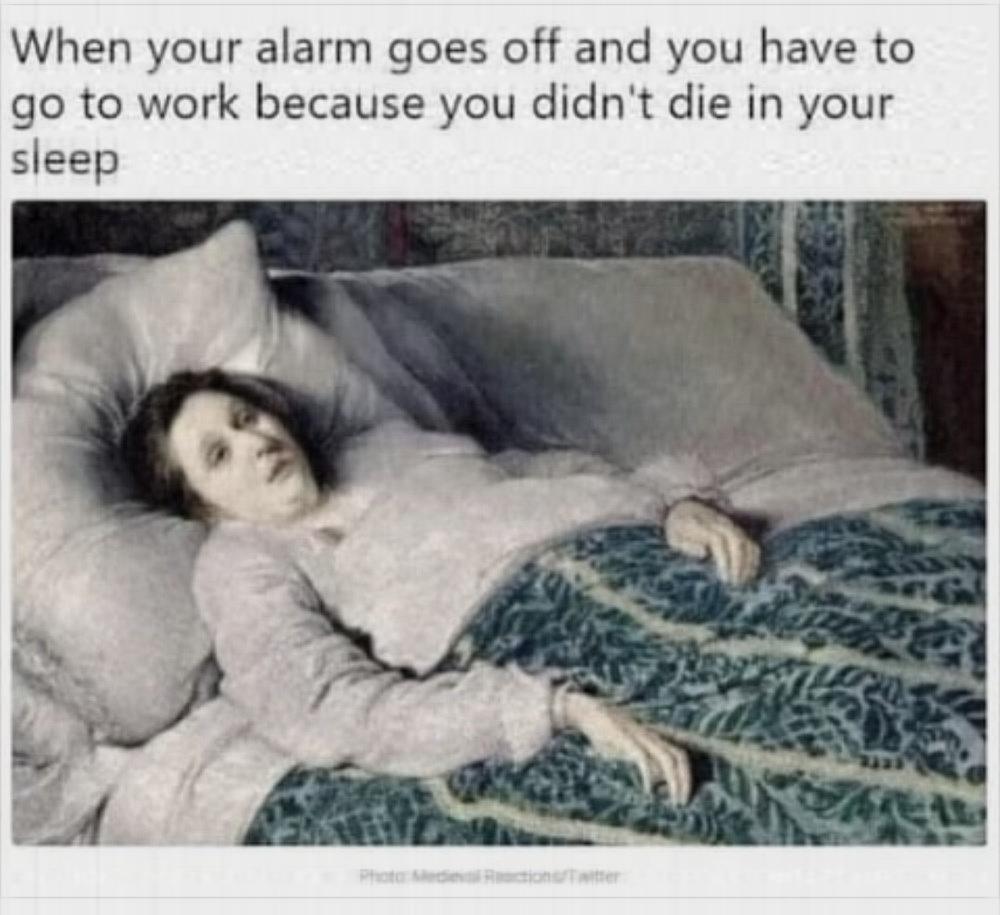 When your alarm goes off and you have to
go to work because you didn't die in your
sleep
Photo: Medieval Reactions/Twitter